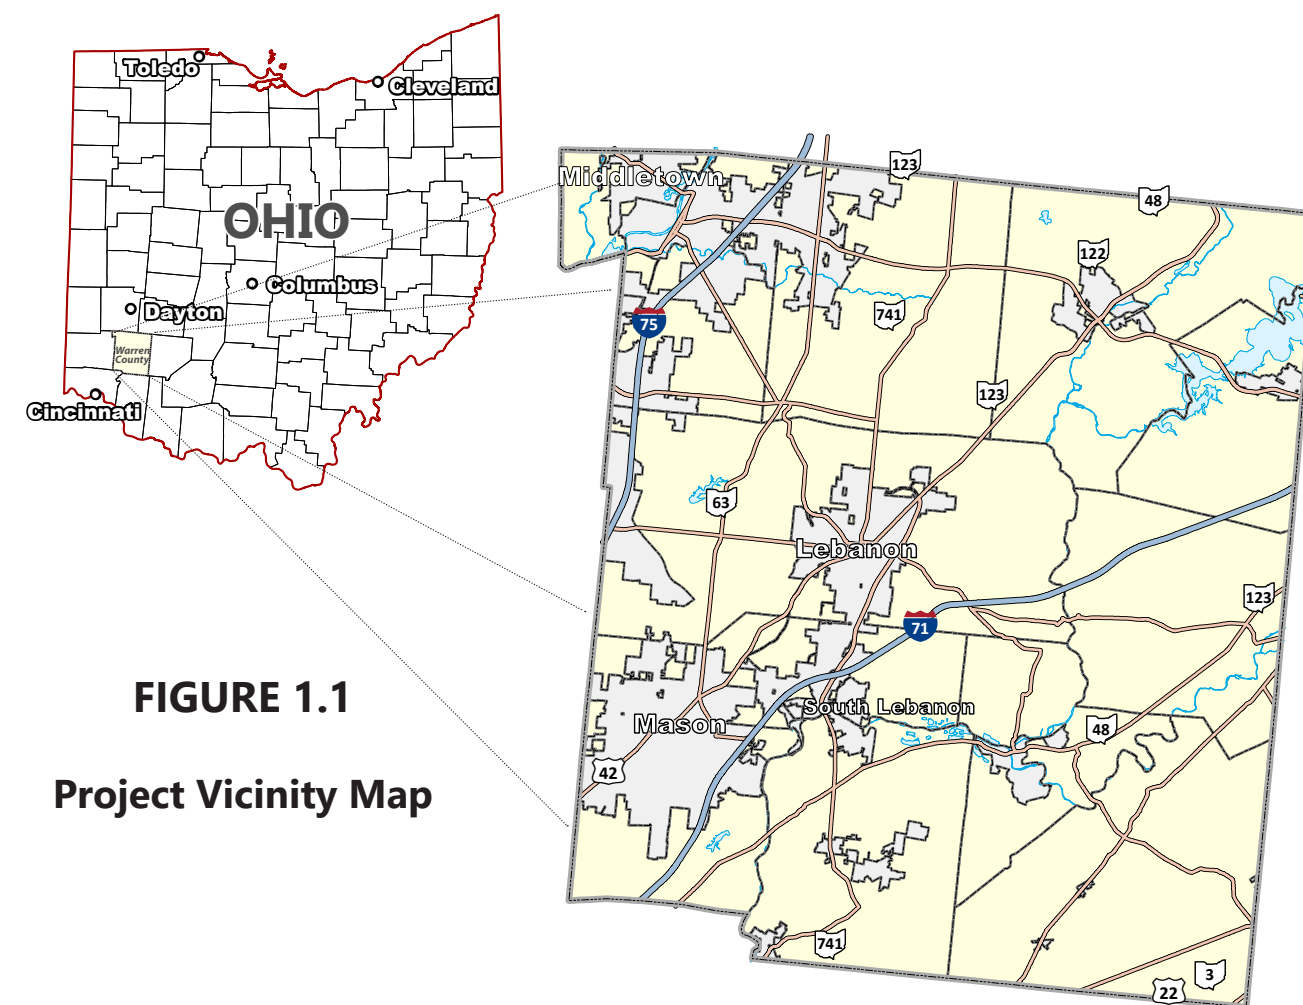 Toledo
Cleveland
OHIO
Columbus
Dayton
Warren
County
Cincinnati
FIGURE 1.1
Project Vicinity Map
Middletown
123
48
122
741
75
123
63
Lebanon
123
71
South Lebanon
Mason
48
42
741
3
22